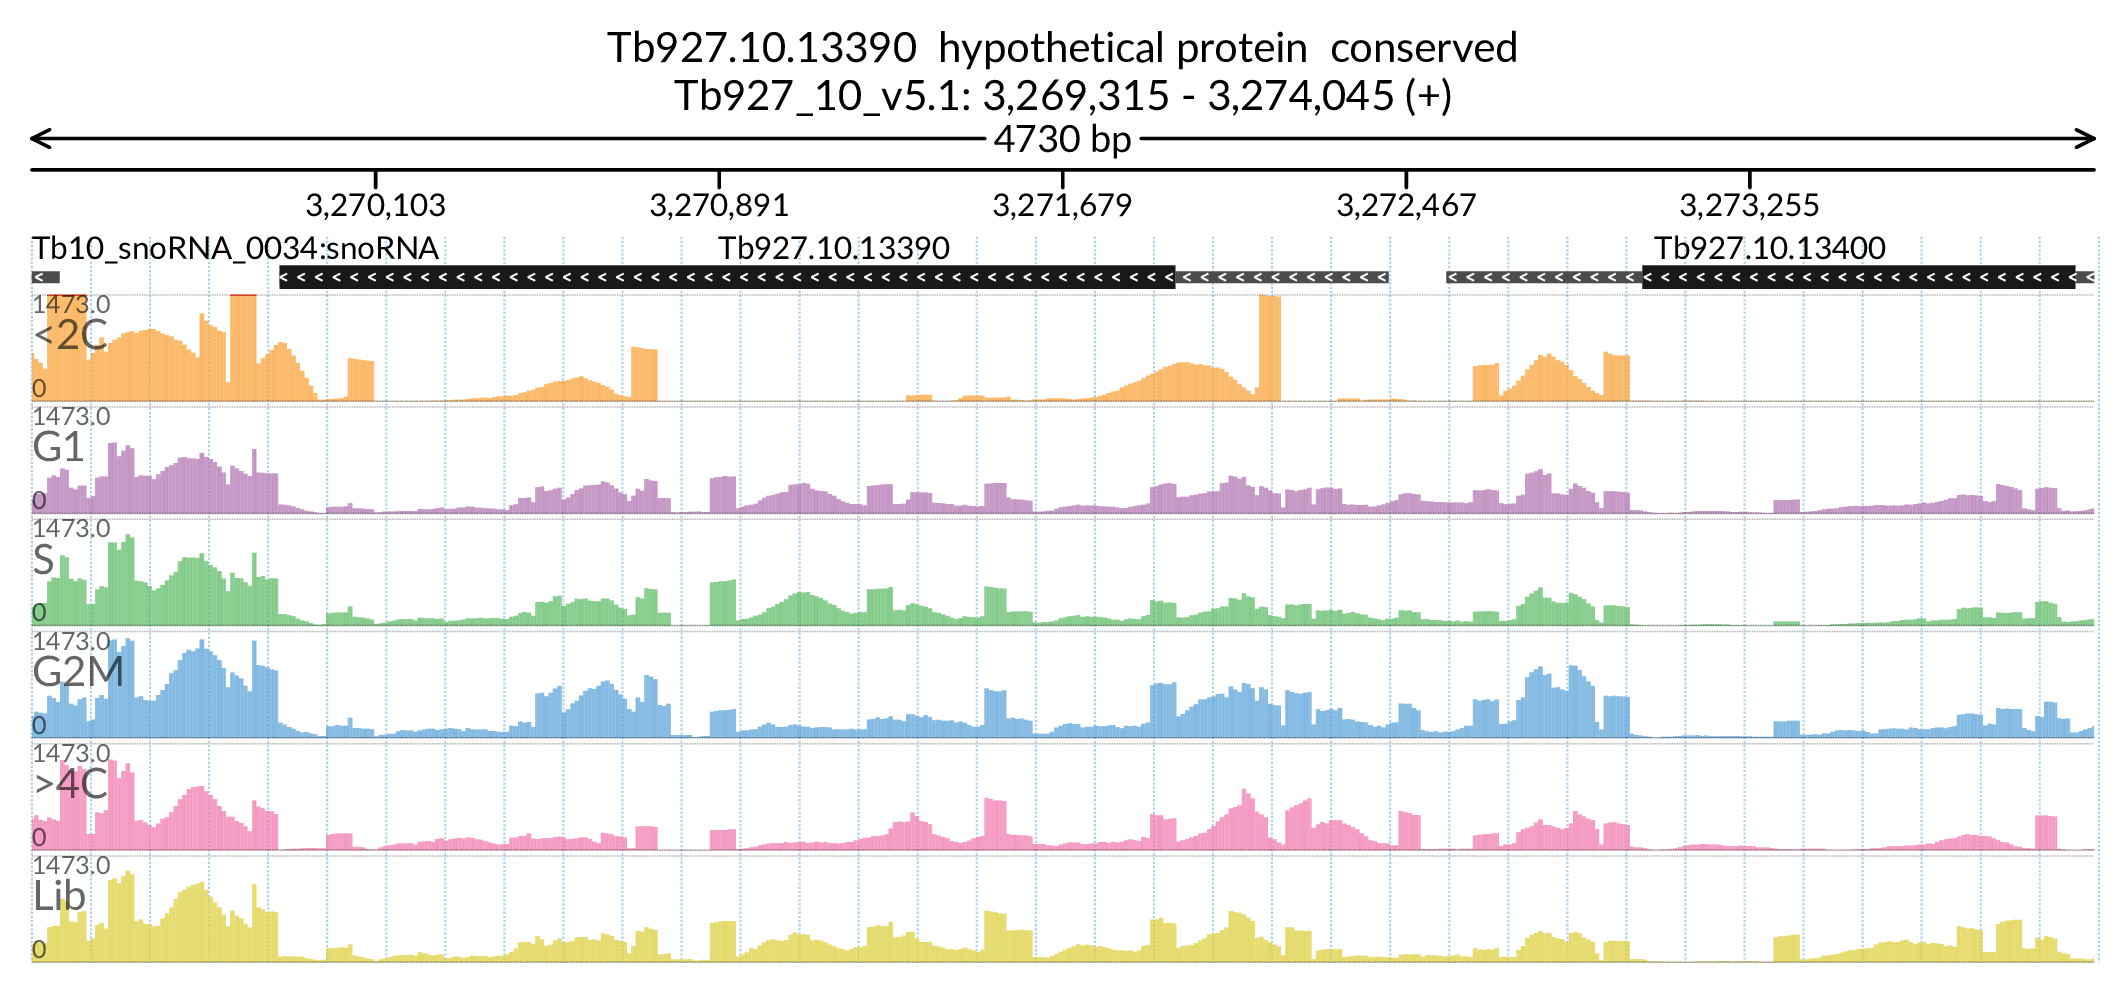 Tb927.10.13390  hypothetical protein  conserved
Tb927_10_v5.1: 3,269,315 - 3,274,045 (+)
4730 bp
3,270,103 3,270,891 3,271,679 3,272,467 3,273,255
Tb10_snoRNA_0034:snoRNA Tb927.10.13390 Tb927.10.13400
1473.0
<2C
0
1473.0
G1
0
1473.0
S
0
1473.0
G2M
0
1473.0
>4C
0
1473.0
Lib
0